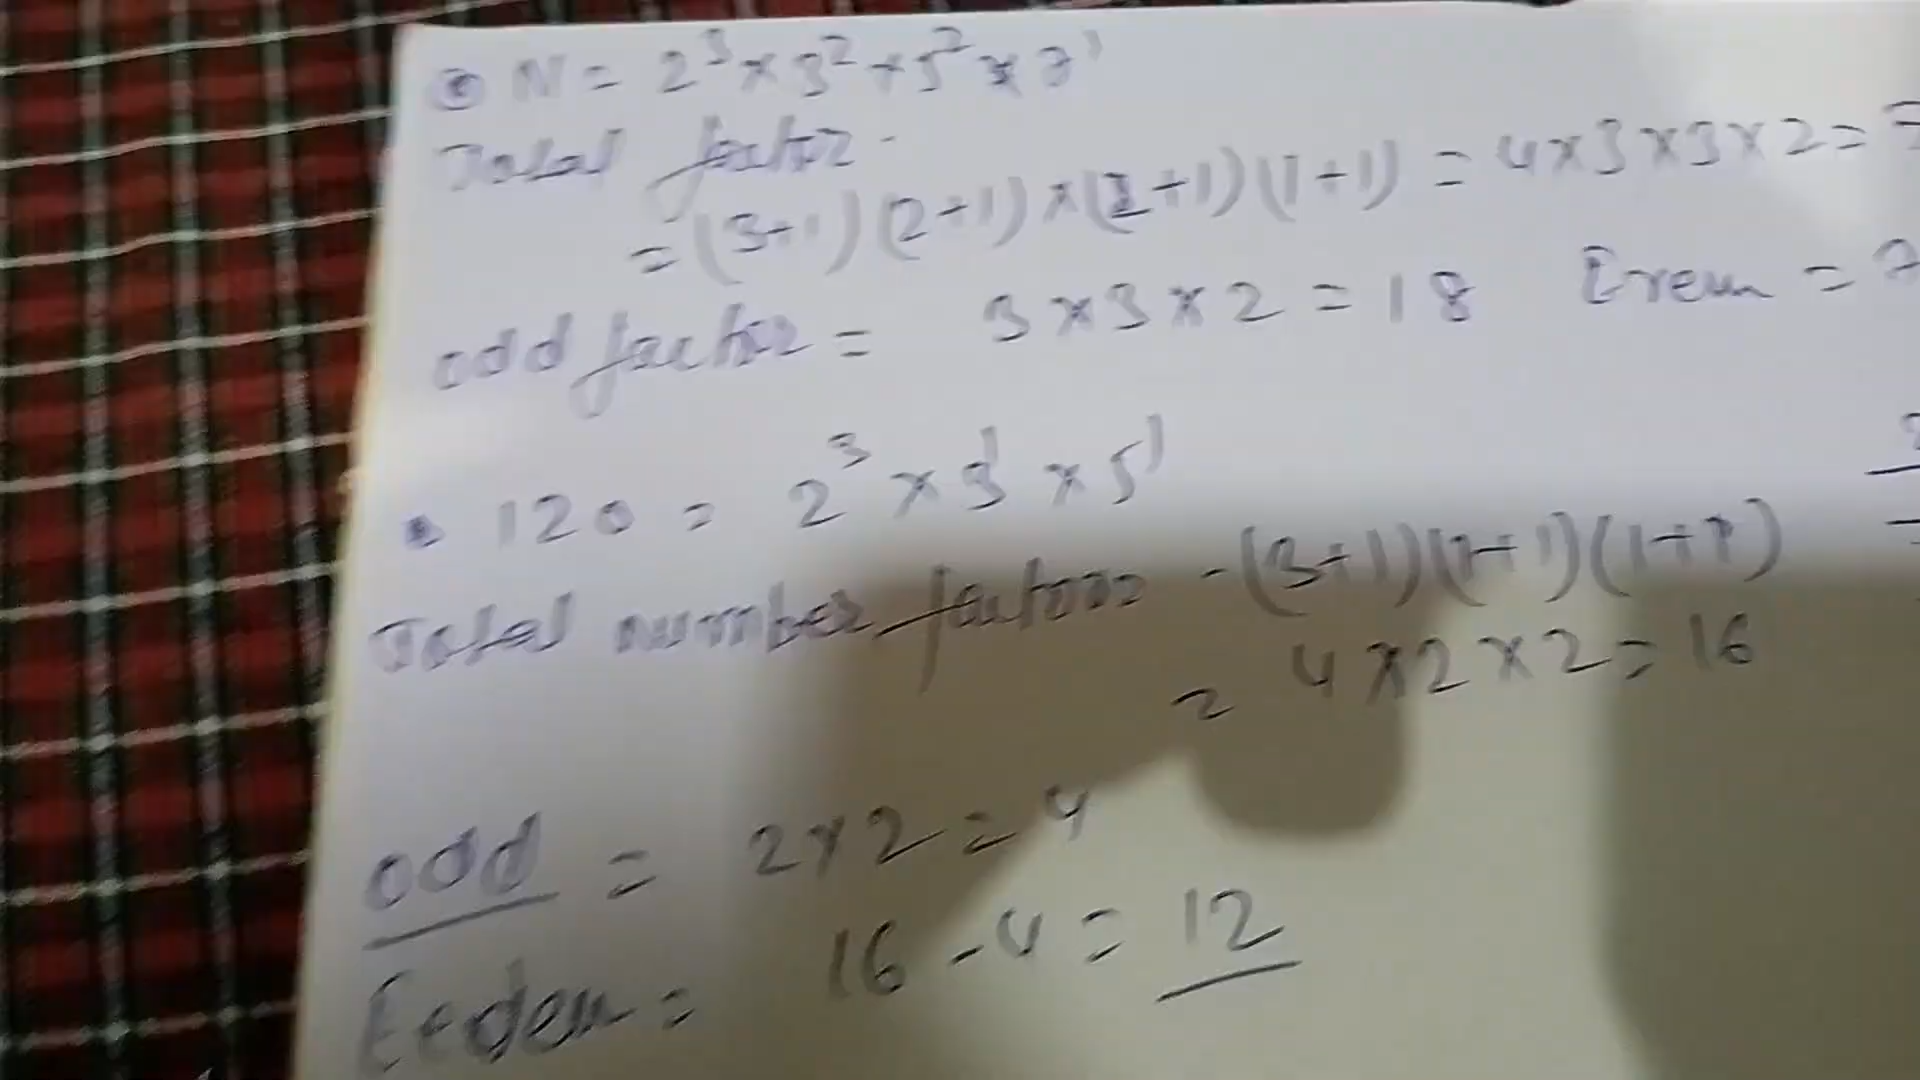 N = 2³ × 3² × 5² × 7¹
Total factor -
= (3+1) (2+1) × (2+1) (1+1) = 4×3×3×2 = 7
odd factor = 3×3×2 = 18 Even = 7
120 = 2³ × 3¹ × 5¹
Total number factors - (3+1)(1+1)(1+1)
= 4×2×2 = 16
odd = 2×2 = 4
= 16 - 4 = 12